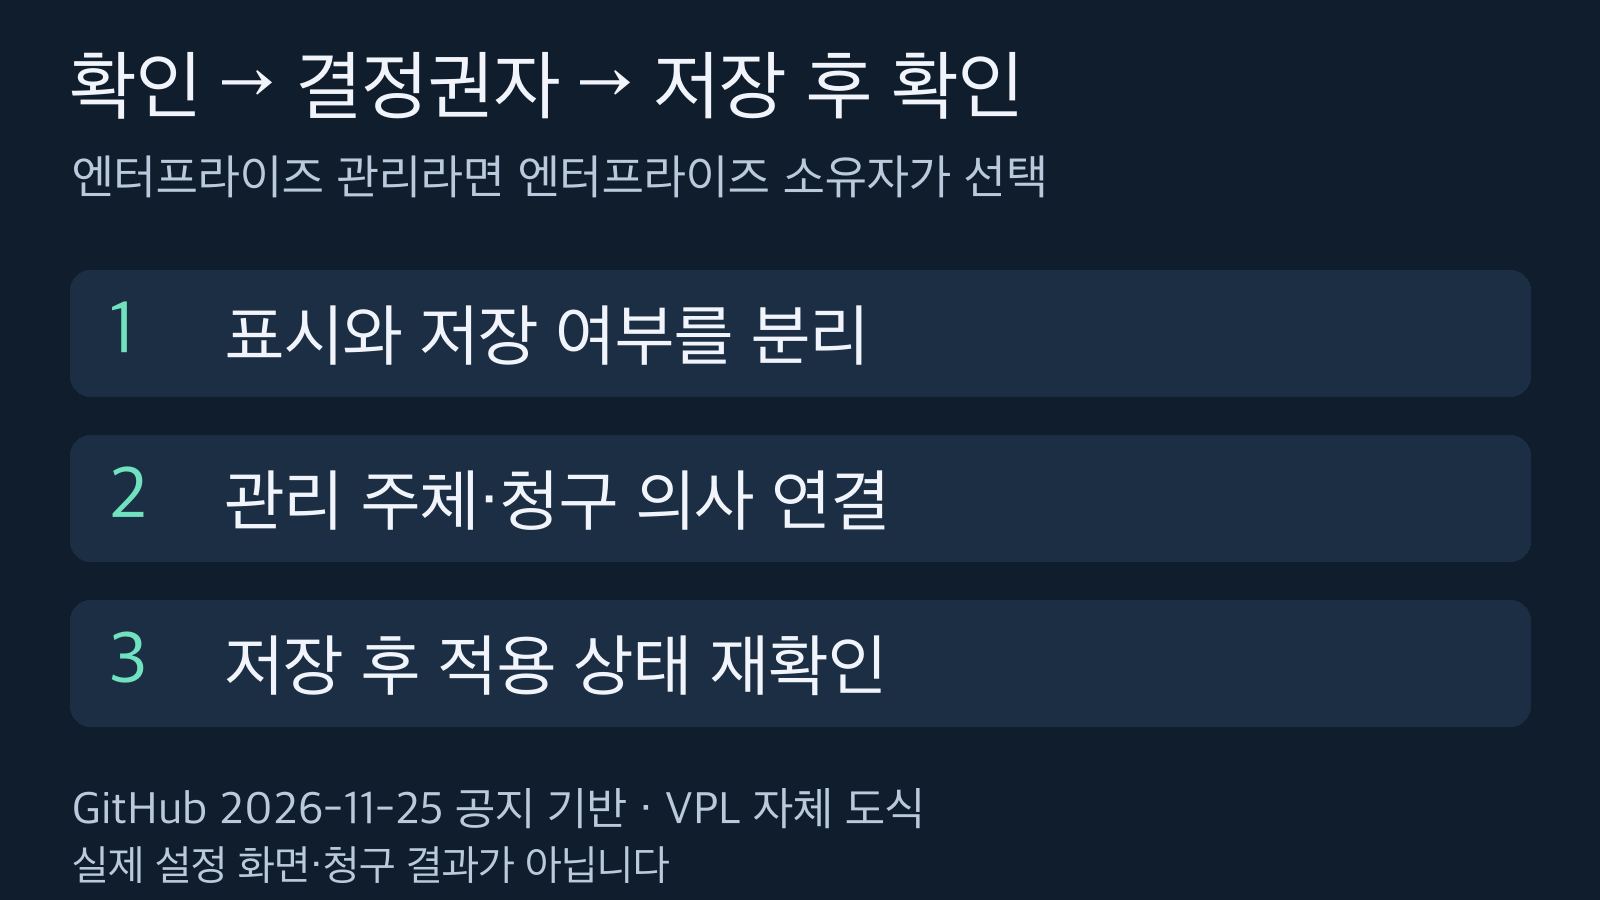 확인 → 결정권자 → 저장 후 확인
엔터프라이즈 관리라면 엔터프라이즈 소유자가 선택
1 표시와 저장 여부를 분리
2 관리 주체·청구 의사 연결
3 저장 후 적용 상태 재확인
GitHub 2026-11-25 공지 기반 · VPL 자체 도식
실제 설정 화면·청구 결과가 아닙니다